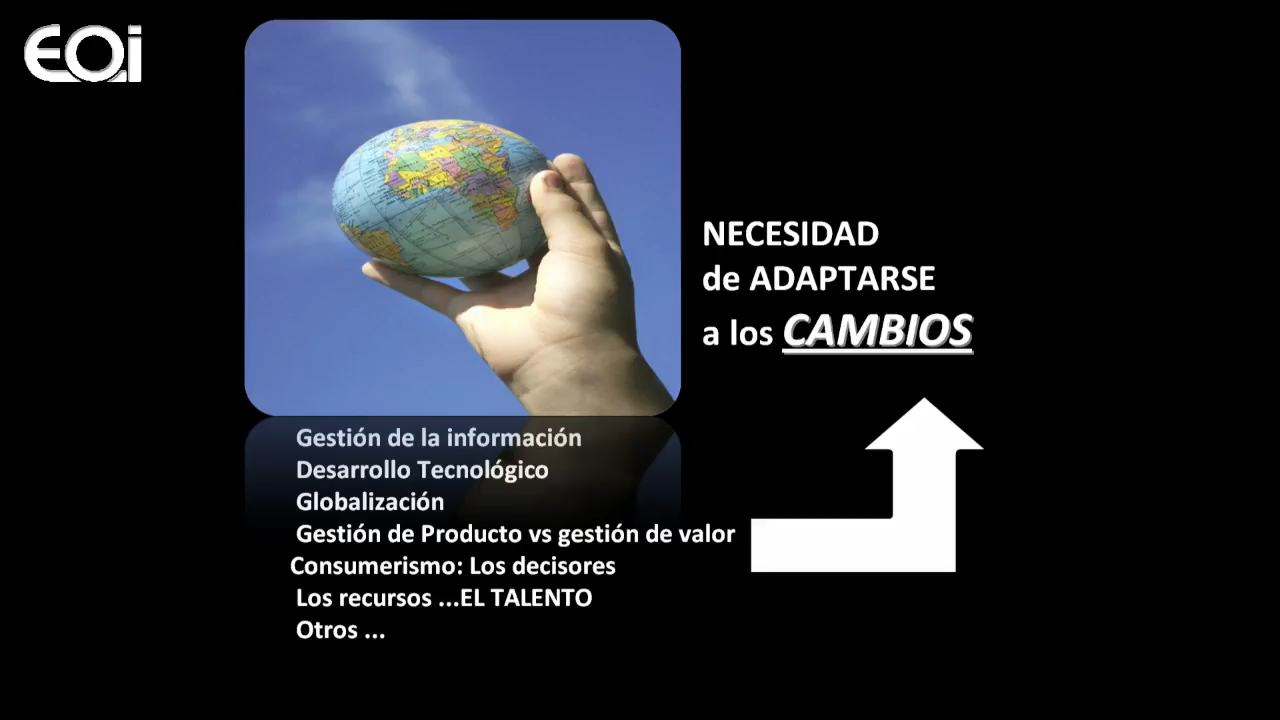 EOi
NECESIDAD
de ADAPTARSE
a los CAMBIOS
Gestión de la información
Desarrollo Tecnológico
Globalización
Gestión de Producto vs gestión de valor
Consumerismo: Los decisores
Los recursos ...EL TALENTO
Otros ...